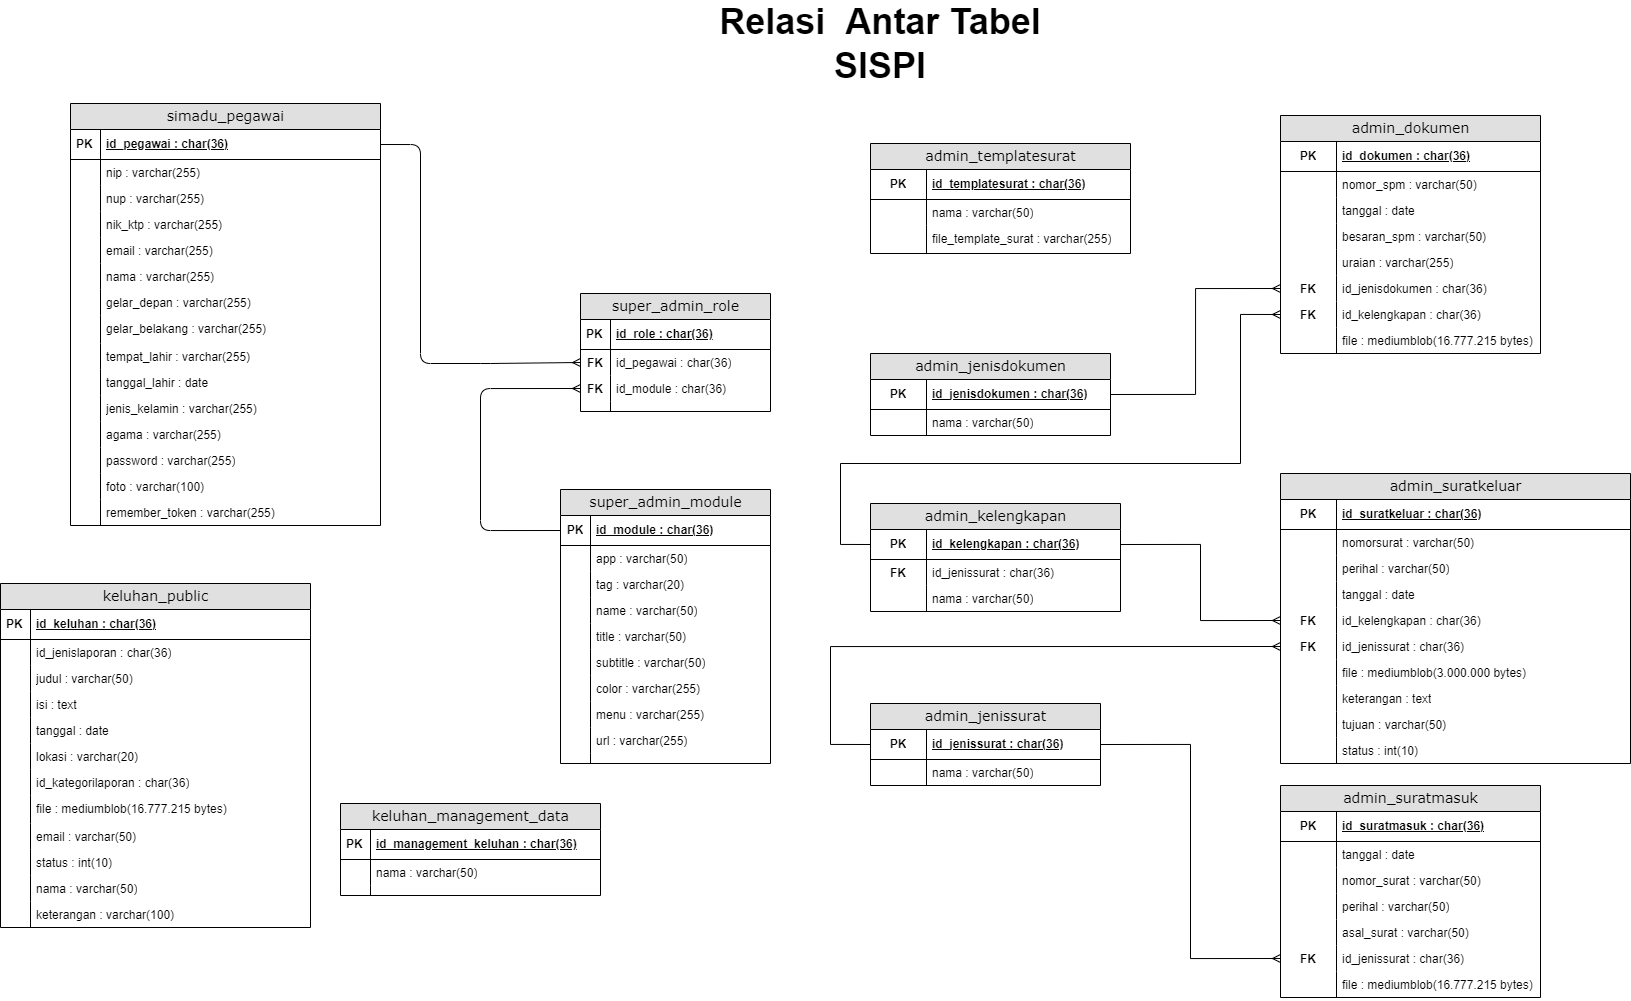 Relasi  Antar Tabel
SISPI
simadu_pegawai
PK id_pegawai : char(36)
nip : varchar(255)
nup : varchar(255)
nik_ktp : varchar(255)
email : varchar(255)
nama : varchar(255)
gelar_depan : varchar(255)
gelar_belakang : varchar(255)
tempat_lahir : varchar(255)
tanggal_lahir : date
jenis_kelamin : varchar(255)
agama : varchar(255)
password : varchar(255)
foto : varchar(100)
remember_token : varchar(255)
keluhan_public
PK id_keluhan : char(36)
id_jenislaporan : char(36)
judul : varchar(50)
isi : text
tanggal : date
lokasi : varchar(20)
id_kategorilaporan : char(36)
file : mediumblob(16.777.215 bytes)
email : varchar(50)
status : int(10)
nama : varchar(50)
keterangan : varchar(100)
super_admin_role
PK id_role : char(36)
FK id_pegawai : char(36)
FK id_module : char(36)
super_admin_module
PK id_module : char(36)
app : varchar(50)
tag : varchar(20)
name : varchar(50)
title : varchar(50)
subtitle : varchar(50)
color : varchar(255)
menu : varchar(255)
url : varchar(255)
keluhan_management_data
PK id_management_keluhan : char(36)
nama : varchar(50)
admin_templatesurat
PK id_templatesurat : char(36)
nama : varchar(50)
file_template_surat : varchar(255)
admin_jenisdokumen
PK id_jenisdokumen : char(36)
nama : varchar(50)
admin_kelengkapan
PK id_kelengkapan : char(36)
FK id_jenissurat : char(36)
nama : varchar(50)
admin_jenissurat
PK id_jenissurat : char(36)
nama : varchar(50)
admin_dokumen
PK id_dokumen : char(36)
nomor_spm : varchar(50)
tanggal : date
besaran_spm : varchar(50)
uraian : varchar(255)
FK id_jenisdokumen : char(36)
FK id_kelengkapan : char(36)
file : mediumblob(16.777.215 bytes)
admin_suratkeluar
PK id_suratkeluar : char(36)
nomorsurat : varchar(50)
perihal : varchar(50)
tanggal : date
FK id_kelengkapan : char(36)
FK id_jenissurat : char(36)
file : mediumblob(3.000.000 bytes)
keterangan : text
tujuan : varchar(50)
status : int(10)
admin_suratmasuk
PK id_suratmasuk : char(36)
tanggal : date
nomor_surat : varchar(50)
perihal : varchar(50)
asal_surat : varchar(50)
FK id_jenissurat : char(36)
file : mediumblob(16.777.215 bytes)